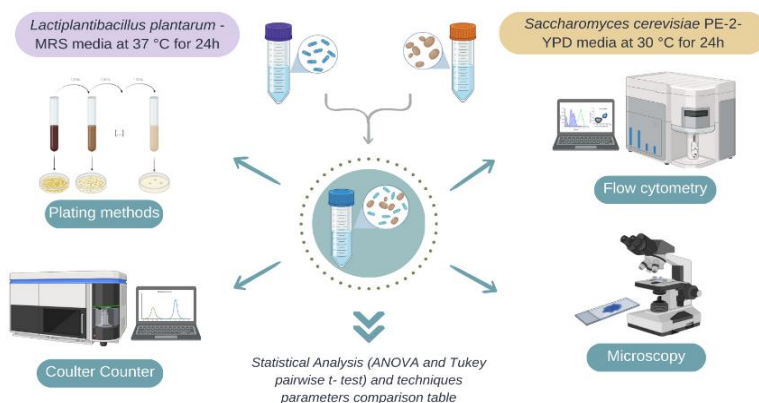 Lactiplantibacillus plantarum -
MRS media at 37 °C for 24h
Saccharomyces cerevisiae PE-2-
YPD media at 30 °C for 24h
[...]
Plating methods
Flow cytometry
Coulter Counter
Microscopy
Statistical Analysis (ANOVA and Tukey
pairwise t- test) and techniques
parameters comparison table